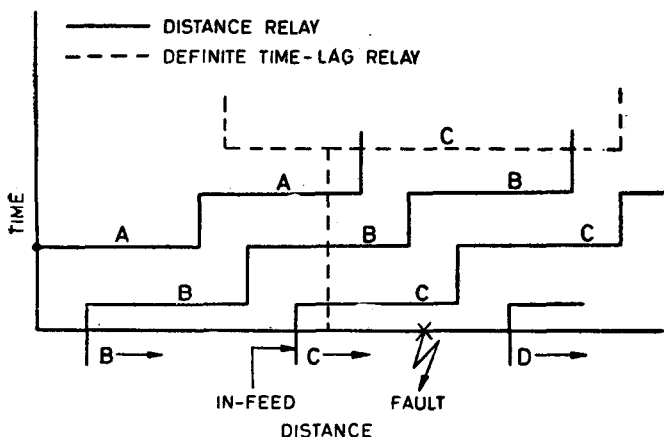 DISTANCE RELAY
DEFINITE TIME-LAG RELAY
C
A
B
TIME
A
B
C
B
C
B
C
D
IN-FEED
FAULT
DISTANCE